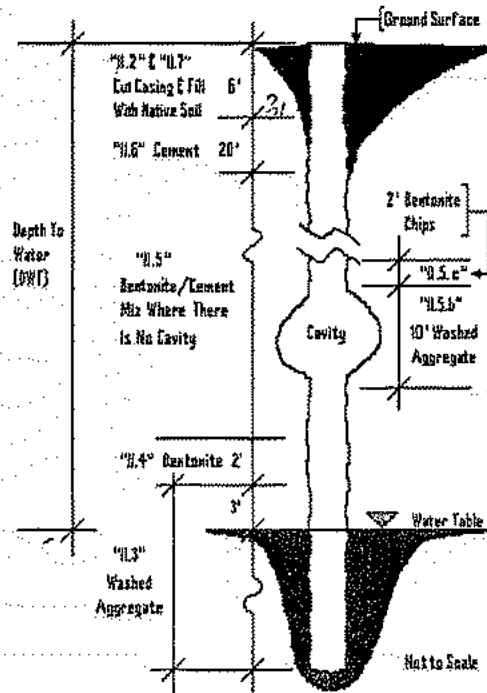 Ground Surface
"II.2" & "II.7"
Cut Casing & Fill 6'
With Native Soil
"II.6" Cement 20'
2' Bentonite
Chips
Depth To
Water
(DWT)
"II.5"
Bentonite/Cement
Mix Where There
Is No Cavity
"II.5.c"
"II.5.b"
10' Washed
Aggregate
Cavity
"II.4" Bentonite 2'
3'
Water Table
"II.3"
Washed
Aggregate
Not to Scale